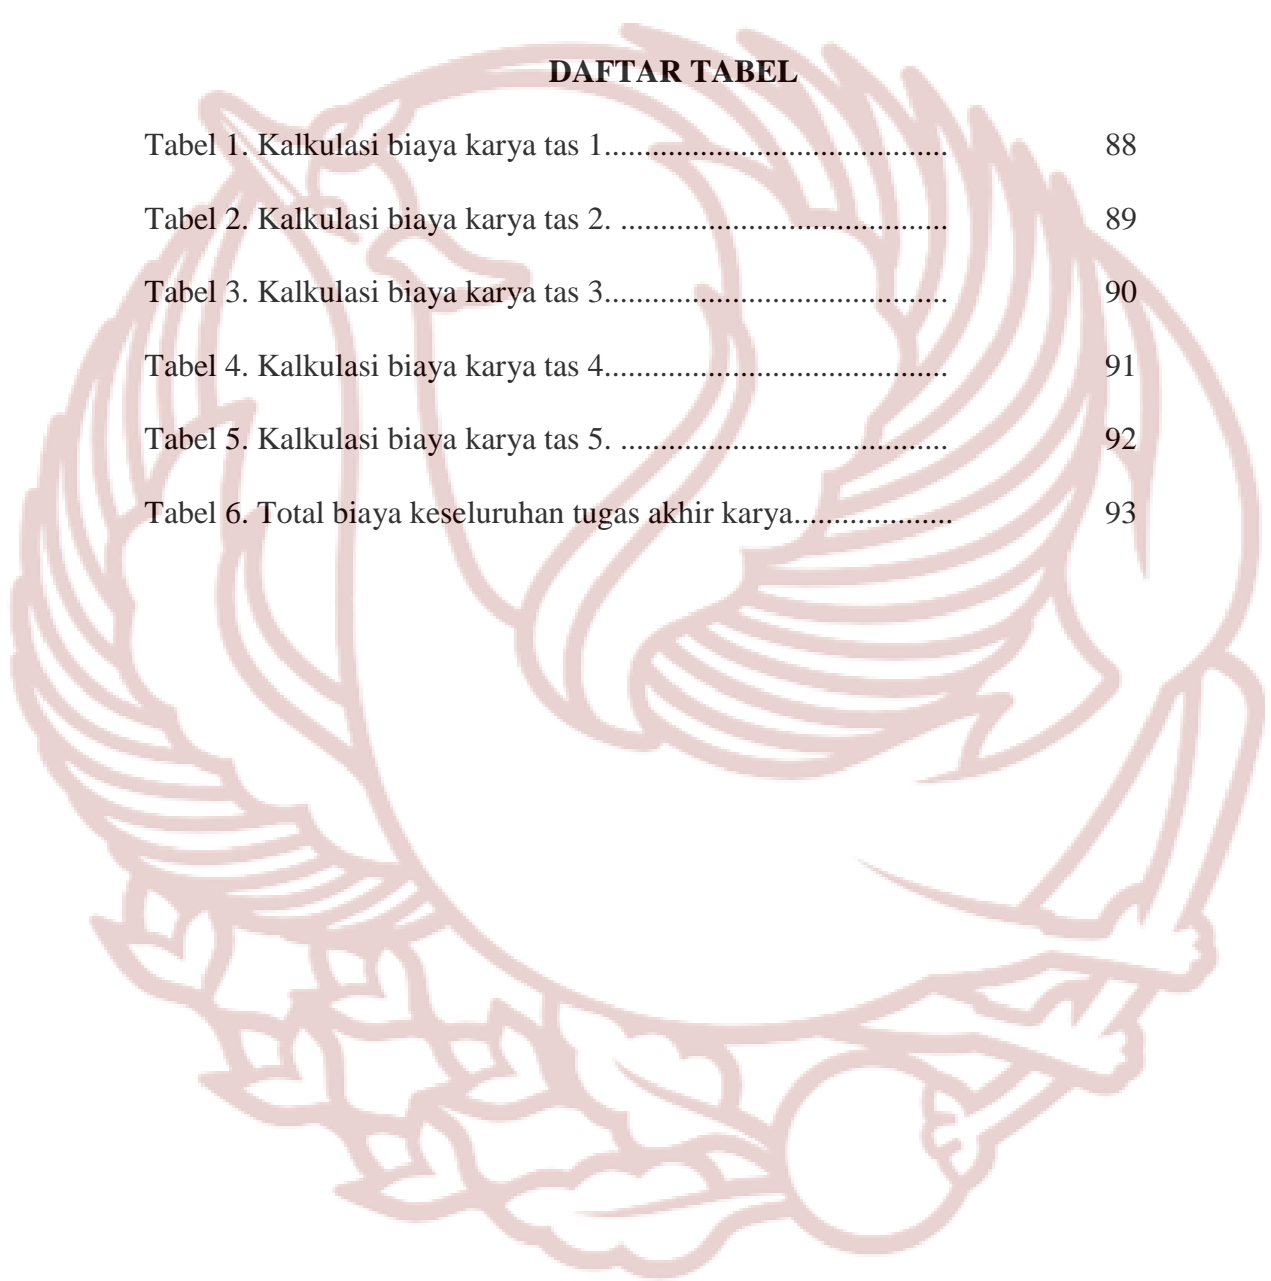 DAFTAR TABEL
Tabel 1. Kalkulasi biaya karya tas 1........................................... 88
Tabel 2. Kalkulasi biaya karya tas 2. ......................................... 89
Tabel 3. Kalkulasi biaya karya tas 3........................................... 90
Tabel 4. Kalkulasi biaya karya tas 4........................................... 91
Tabel 5. Kalkulasi biaya karya tas 5. ......................................... 92
Tabel 6. Total biaya keseluruhan tugas akhir karya.................... 93